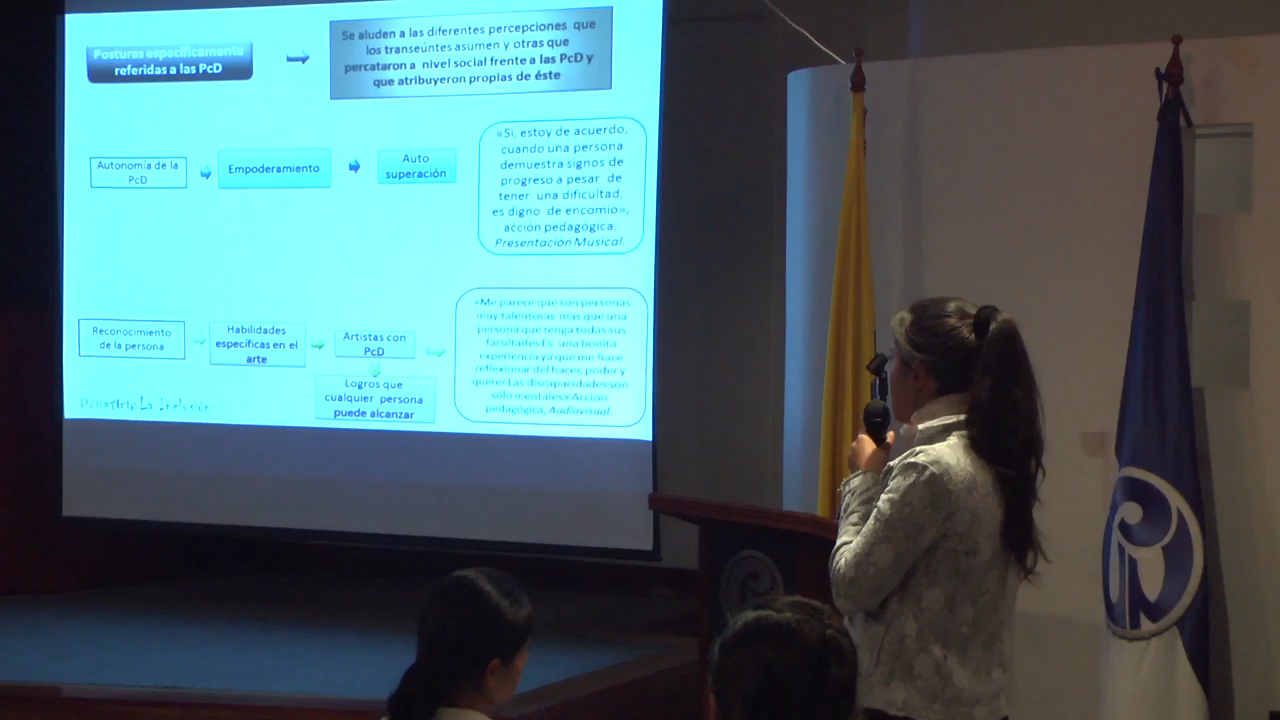 Posturas específicamente
referidas a las PcD
Se aluden a las diferentes percepciones que
los transeúntes asumen y otras que
percataron a nivel social frente a las PcD y
que atribuyeron propias de éste
Autonomía de la
PcD
Empoderamiento
Auto
superación
«Si, estoy de acuerdo,
cuando una persona
demuestra signos de
progreso a pesar de
tener una dificultad,
es digno de encomio»,
acción pedagógica,
Presentación Musical.
Reconocimiento
de la persona
Habilidades
específicas en el
arte
Artistas con
PcD
Logros que
cualquier persona
puede alcanzar
«Me parece que son personas
muy talentosas mas que una
persona que tenga todas sus
facultades Es una bonita
experiencia ya que me hace
reflexionar del hacer, poder y
querer Las discapacidades son
sólo mentales» Acción
pedagógica, Audiovisual.
La Inclusión